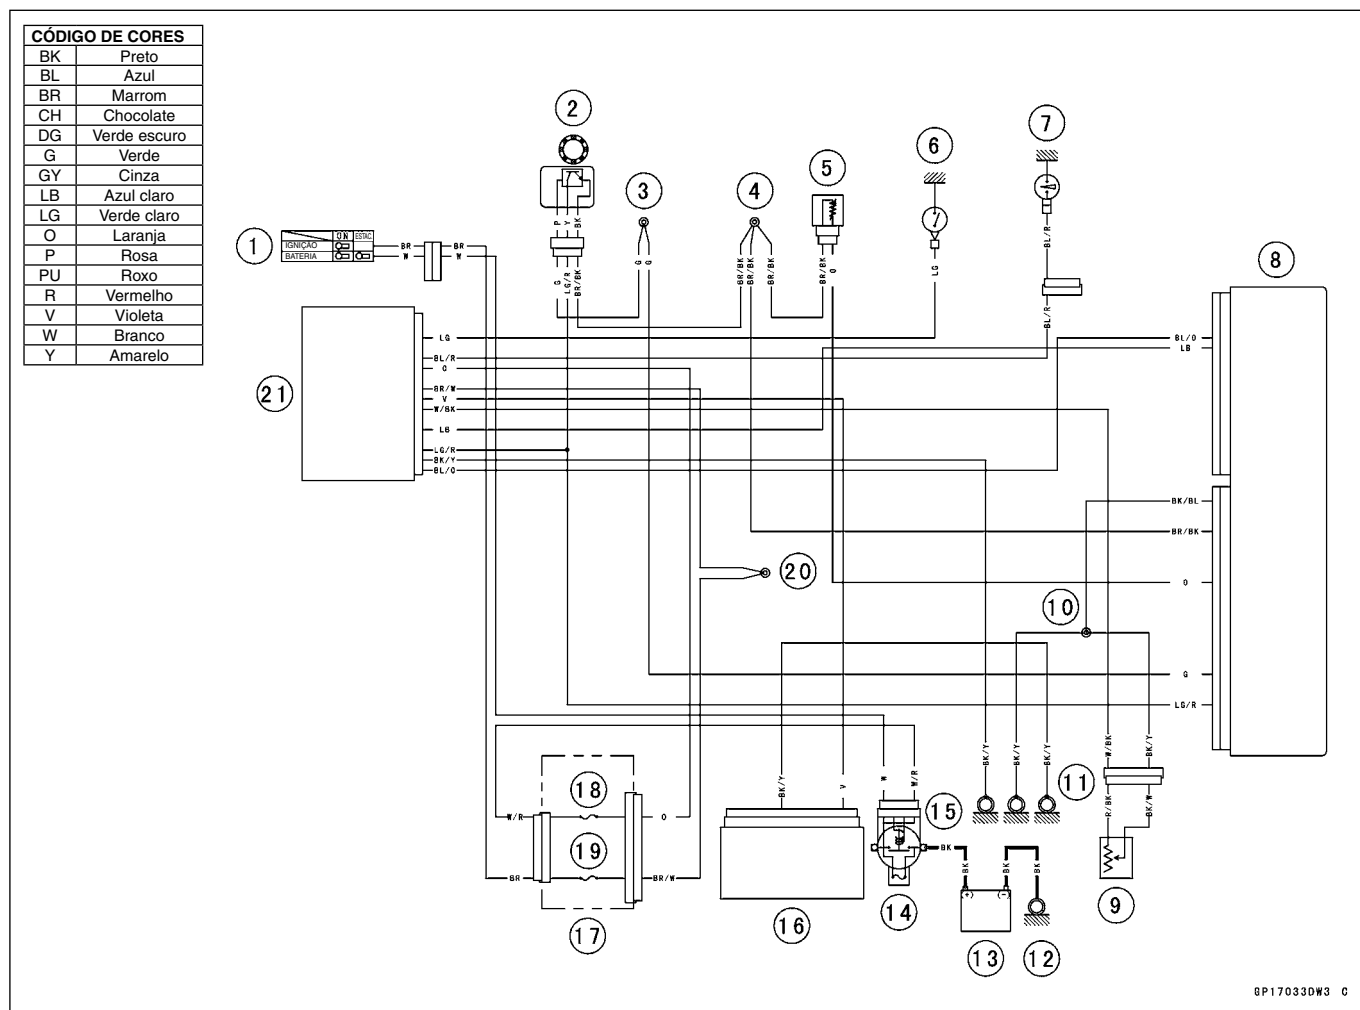 CÓDIGO DE CORES
BK Preto
BL Azul
BR Marrom
CH Chocolate
DG Verde escuro
G Verde
GY Cinza
LB Azul claro
LG Verde claro
O Laranja
P Rosa
PU Roxo
R Vermelho
V Violeta
W Branco
Y Amarelo
2
7
6
5
3
4
1
ON ESTAC.
IGNIÇÃO
BATERIA
BR BR
W W
P Y BK
G LG/R BR/BK
G G
BR/BK BR/BK BR/BK
BR/BK O
LG
BL/R
BL/R
8
21
LG
BL/R
O
BR/W
V
W/BK
LB
LG/R
BK/Y
BL/O
BL/O
LB
BK/BL
BR/BK
O
G
LG/R
20
10
W W/R
BK/Y V
BK/Y BK/Y BK/Y
W/BK BK/Y
11
R/BK BK/W
18
W/R O
19
BR BR/W
17
15
BK
BK BK BK
(+) (-)
16
14
13
12
9
GP17033DW3 C